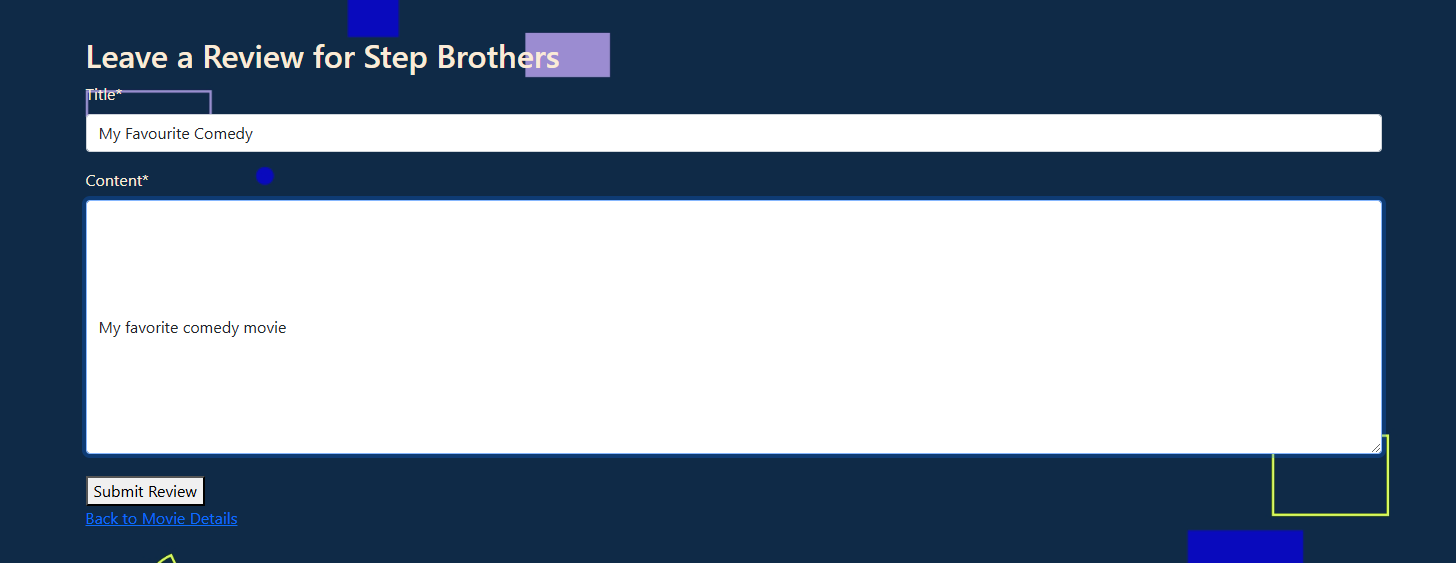 Leave a Review for Step Brothers
Title*
My Favourite Comedy
Content*
My favorite comedy movie
Submit Review
Back to Movie Details